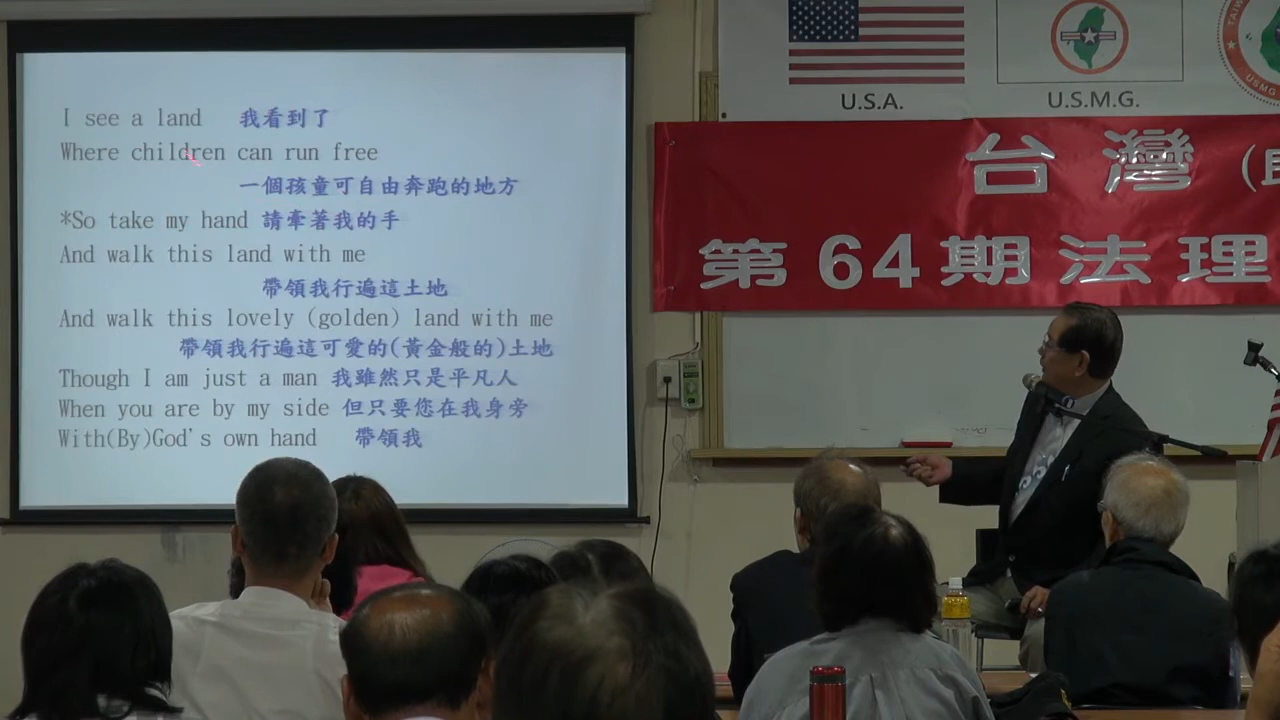 I see a land 我看到了
Where children can run free
一個孩童可自由奔跑的地方
*So take my hand 請牽著我的手
And walk this land with me
帶領我行遍這土地
And walk this lovely (golden) land with me
帶領我行遍這可愛的(黃金般的)土地
Though I am just a man 我雖然只是平凡人
When you are by my side 但只要您在我身旁
With(By)God's own hand 帶領我
U.S.A.
U.S.M.G.
TAIW
USMG
台灣(
第64期法理